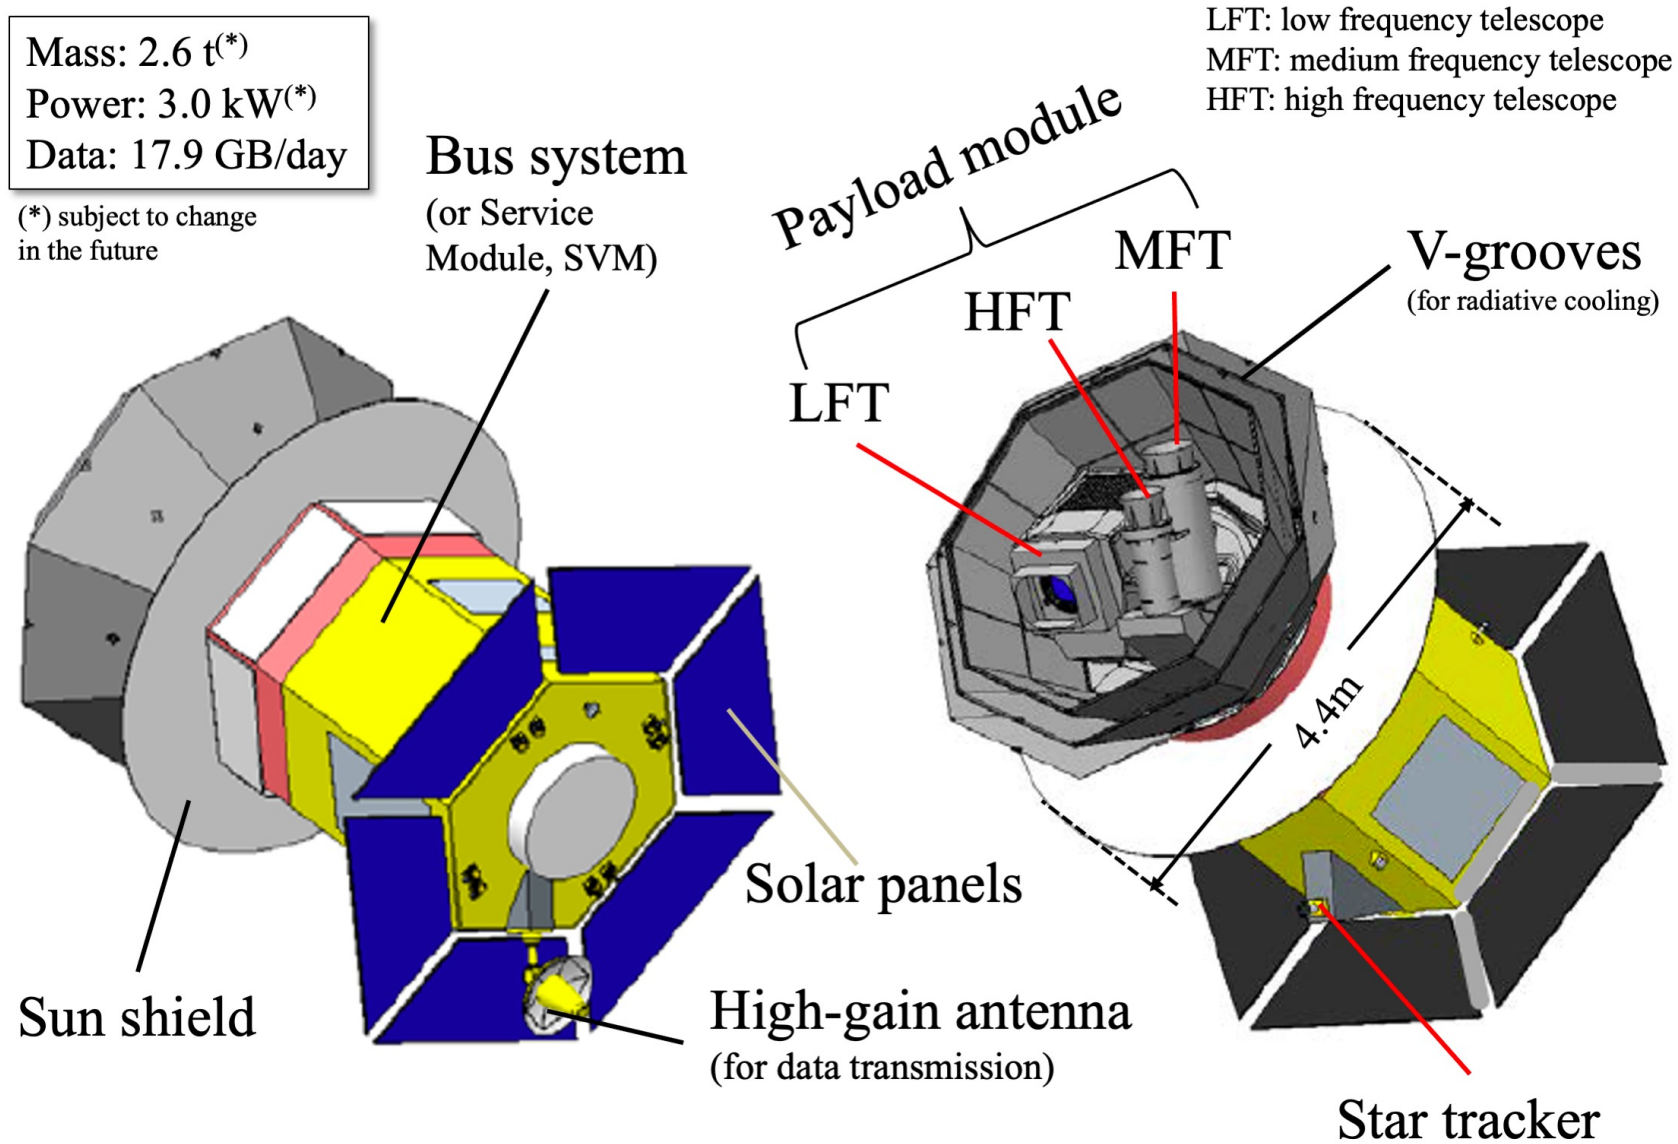 Mass: 2.6 t(*)
Power: 3.0 kW(*)
Data: 17.9 GB/day
(*) subject to change
in the future
LFT: low frequency telescope
MFT: medium frequency telescope
HFT: high frequency telescope
Bus system
(or Service
Module, SVM)
Payload module
MFT
HFT
LFT
V-grooves
(for radiative cooling)
4.4m
Solar panels
Sun shield
High-gain antenna
(for data transmission)
Star tracker